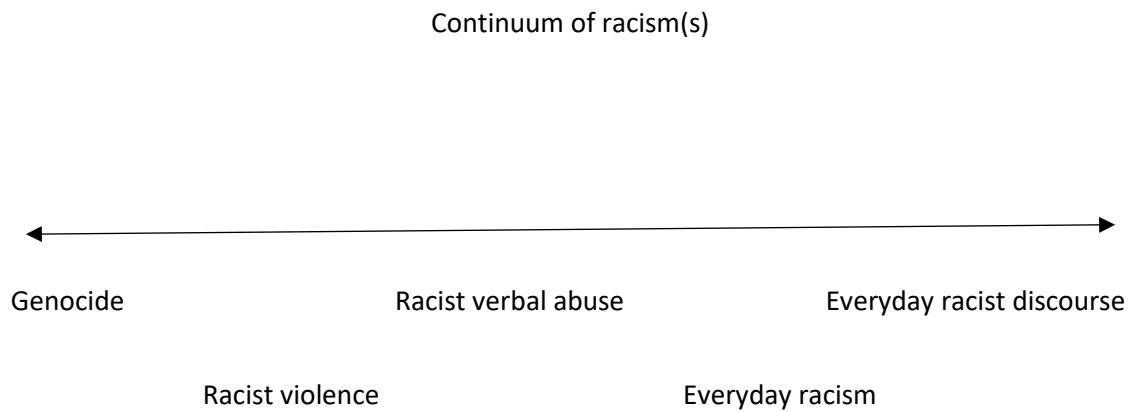 Continuum of racism(s)
Genocide Racist verbal abuse Everyday racist discourse
Racist violence Everyday racism